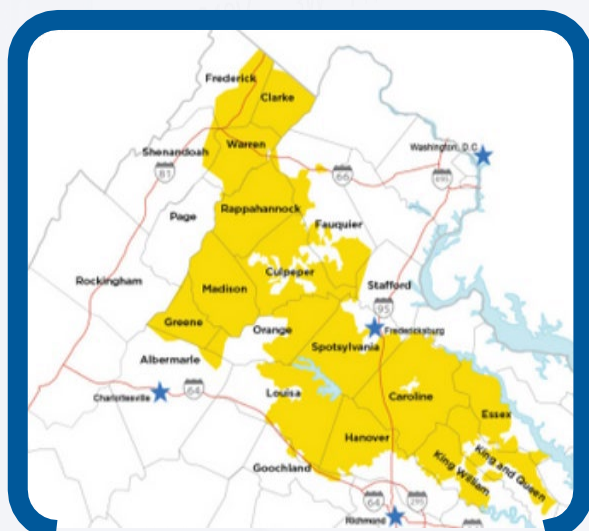 Frederick
Clarke
Shenandoah
Warren
Washington, D.C.
81
66
495
Rappahannock
Page
Fauquier
Culpeper
Rockingham
Madison
Stafford
95
Greene
Orange
Fredericksburg
Spotsylvania
Albermarle
64
Charlottesville
Louisa
Caroline
Essex
Hanover
King and Queen
King William
Goochland
64
295
Richmond